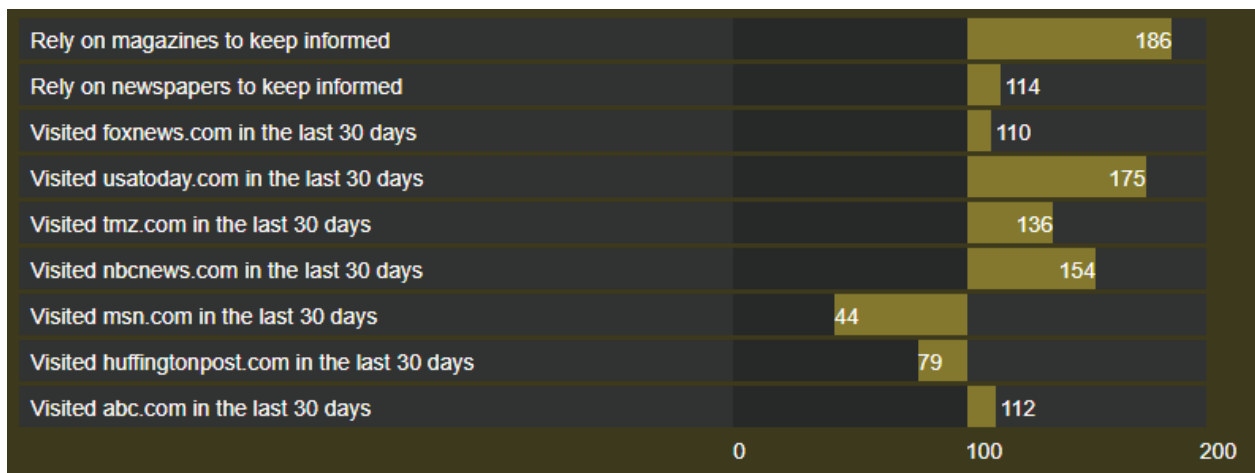 Rely on magazines to keep informed 186
Rely on newspapers to keep informed 114
Visited foxnews.com in the last 30 days 110
Visited usatoday.com in the last 30 days 175
Visited tmz.com in the last 30 days 136
Visited nbcnews.com in the last 30 days 154
Visited msn.com in the last 30 days 44
Visited huffingtonpost.com in the last 30 days 79
Visited abc.com in the last 30 days 112
0 100 200